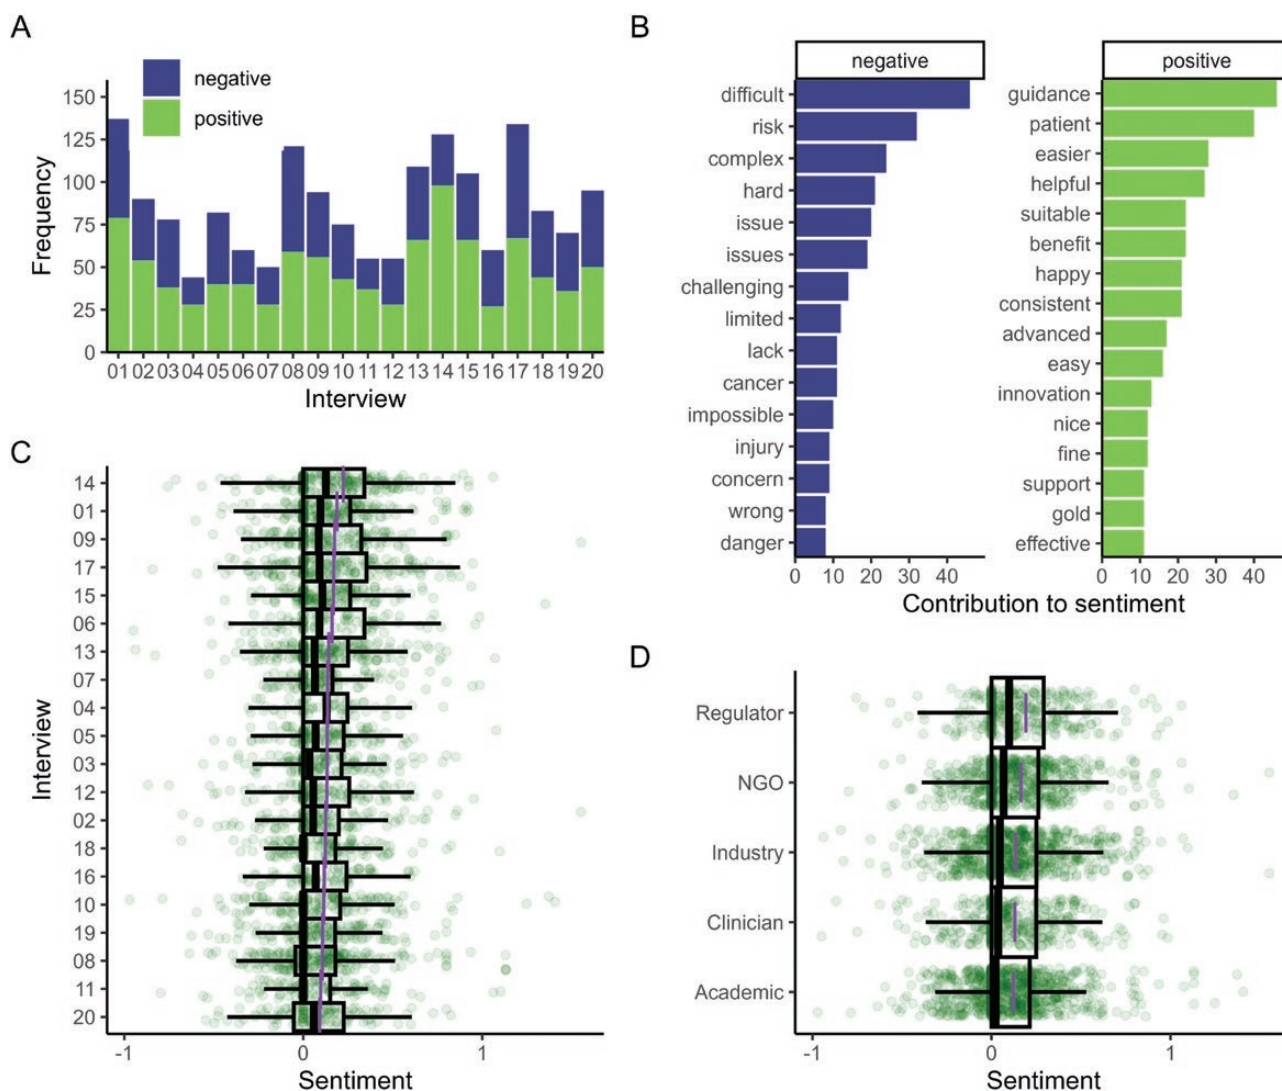 A
negative
positive
150
125
100
75
50
25
0
Frequency
01 02 03 04 05 06 07 08 09 10 11 12 13 14 15 16 17 18 19 20
Interview
B
negative
difficult
risk
complex
hard
issue
issues
challenging
limited
lack
cancer
impossible
injury
concern
wrong
danger
0 10 20 30 40
positive
guidance
patient
easier
helpful
suitable
benefit
happy
consistent
advanced
easy
innovation
nice
fine
support
gold
effective
0 10 20 30 40
Contribution to sentiment
C
14
01
09
17
15
06
13
07
04
05
03
12
02
18
16
10
19
08
11
20
Interview
-1 0 1
Sentiment
D
Regulator
NGO
Industry
Clinician
Academic
-1 0 1
Sentiment